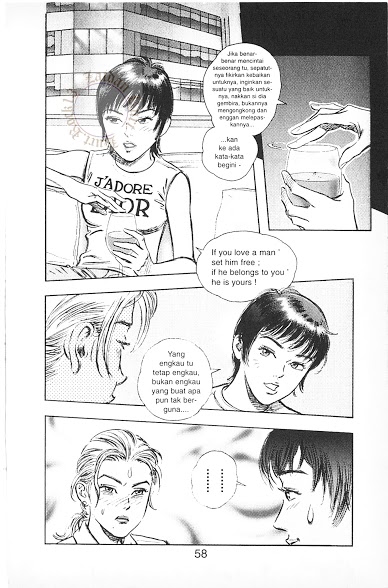 Jika benar-
benar mencintai
seseorang tu, sepatut-
nya fikirkan kebaikan
untuknya, inginkan se-
suatu yang baik untuk-
nya, nakkan si dia
gembira, bukannya
mengongkong dan
enggan melepas-
kannya...
...kan
ke ada
kata-kata
begini -
J'ADORE
DIOR
If you love a man '
set him free ;
if he belongs to you '
he is yours !
Yang
engkau tu
tetap engkau,
bukan engkau
yang buat apa
pun tak ber-
guna....
58